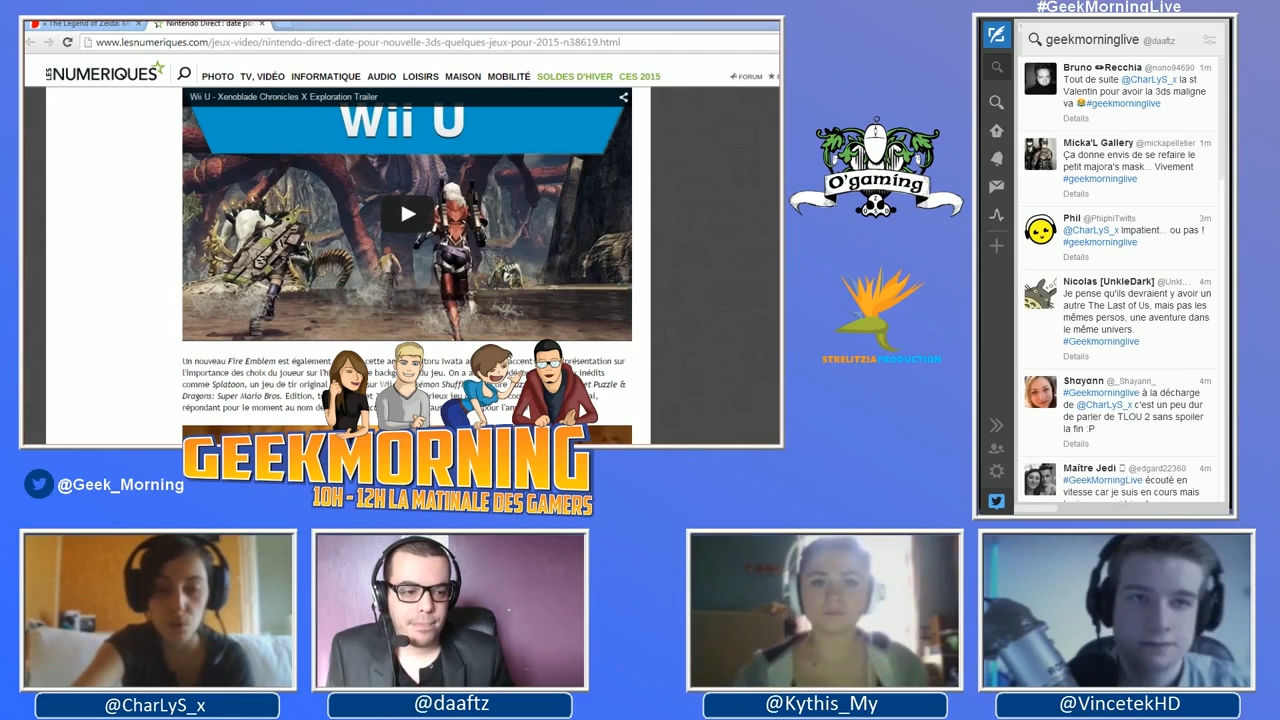 The Legend of Zelda: M
Nintendo Direct : date po
www.lesnumeriques.com/jeux-video/nintendo-direct-date-pour-nouvelle-3ds-quelques-jeux-pour-2015-n38619.html
LES NUMERIQUES
PHOTO TV, VIDÉO INFORMATIQUE AUDIO LOISIRS MAISON MOBILITÉ SOLDES D'HIVER CES 2015
FORUM
Wii U - Xenoblade Chronicles X Exploration Trailer
Wii U
Un nouveau Fire Emblem est également
l'importance des choix du joueur sur
comme Splatoon, un jeu de tir original
Dragons: Super Mario Bros. Edition,
répondant pour le moment au nom de
GEEKMORNING
10H - 12H LA MATINALE DES GAMERS
@Geek_Morning
O'gaming
STRELITZIAPRODUCTION
#GeekMorningLive
geekmorninglive @daaftz
Bruno ✏Recchia @nono94690 1m
Tout de suite @CharLyS_x la st
Valentin pour avoir la 3ds maligne
va 😂#geekmorninglive
Details
Micka'L Gallery @mickapelletier 1m
Ça donne envis de se refaire le
petit majora's mask... Vivement
#geekmorninglive
Details
Phil @PhiphiTwitts 3m
@CharLyS_x Impatient... ou pas !
#geekmorninglive
Details
Nicolas [UnkleDark] @Unkl... 4m
Je pense qu'ils devraient y avoir un
autre The Last of Us, mais pas les
mêmes persos, une aventure dans
le même univers.
#Geekmorninglive
Details
Shayann @_Shayann_ 4m
#Geekmorninglive à la décharge
de @CharLyS_x c'est un peu dur
de parler de TLOU 2 sans spoiler
la fin :P
Details
Maître Jedi @edgard22360 4m
#GeekMorningLive écouté en
vitesse car je suis en cours mais
@CharLyS_x
@daaftz
@Kythis_My
@VincetekHD